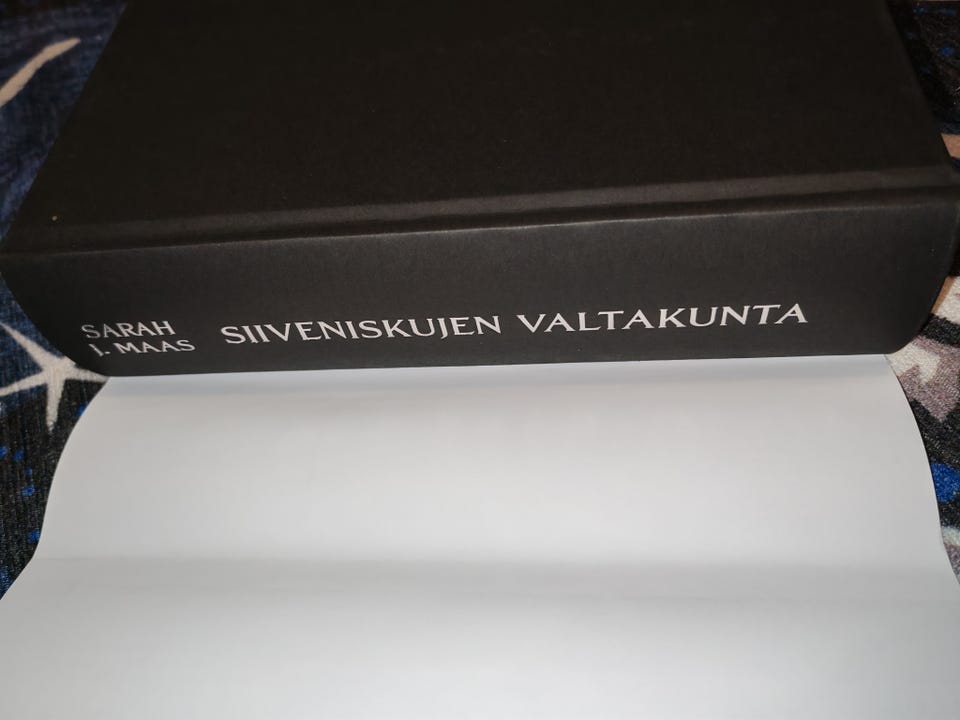 SARAH
J. MAAS
SIIVENISKUJEN VALTAKUNTA